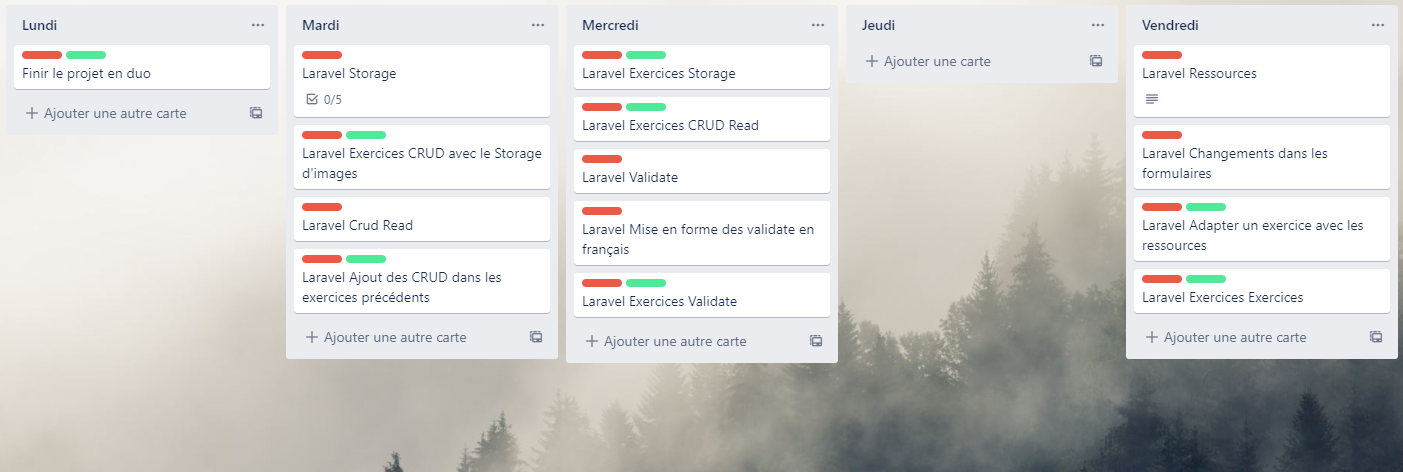 Lundi
Finir le projet en duo
Ajouter une autre carte
Mardi
Laravel Storage
0/5
Laravel Exercices CRUD avec le Storage
d'images
Laravel Crud Read
Laravel Ajout des CRUD dans les
exercices précédents
Ajouter une autre carte
Mercredi
Laravel Exercices Storage
Laravel Exercices CRUD Read
Laravel Validate
Laravel Mise en forme des validate en
français
Laravel Exercices Validate
Ajouter une autre carte
Jeudi
Ajouter une carte
Vendredi
Laravel Ressources
Laravel Changements dans les
formulaires
Laravel Adapter un exercice avec les
ressources
Laravel Exercices Exercices
Ajouter une autre carte